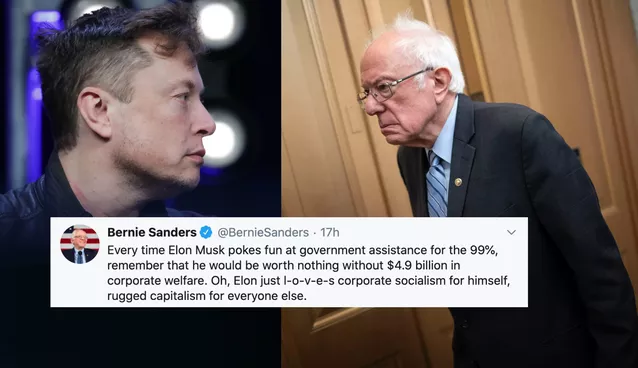 Bernie Sanders @BernieSanders · 17h
Every time Elon Musk pokes fun at government assistance for the 99%,
remember that he would be worth nothing without $4.9 billion in
corporate welfare. Oh, Elon just l-o-v-e-s corporate socialism for himself,
rugged capitalism for everyone else.